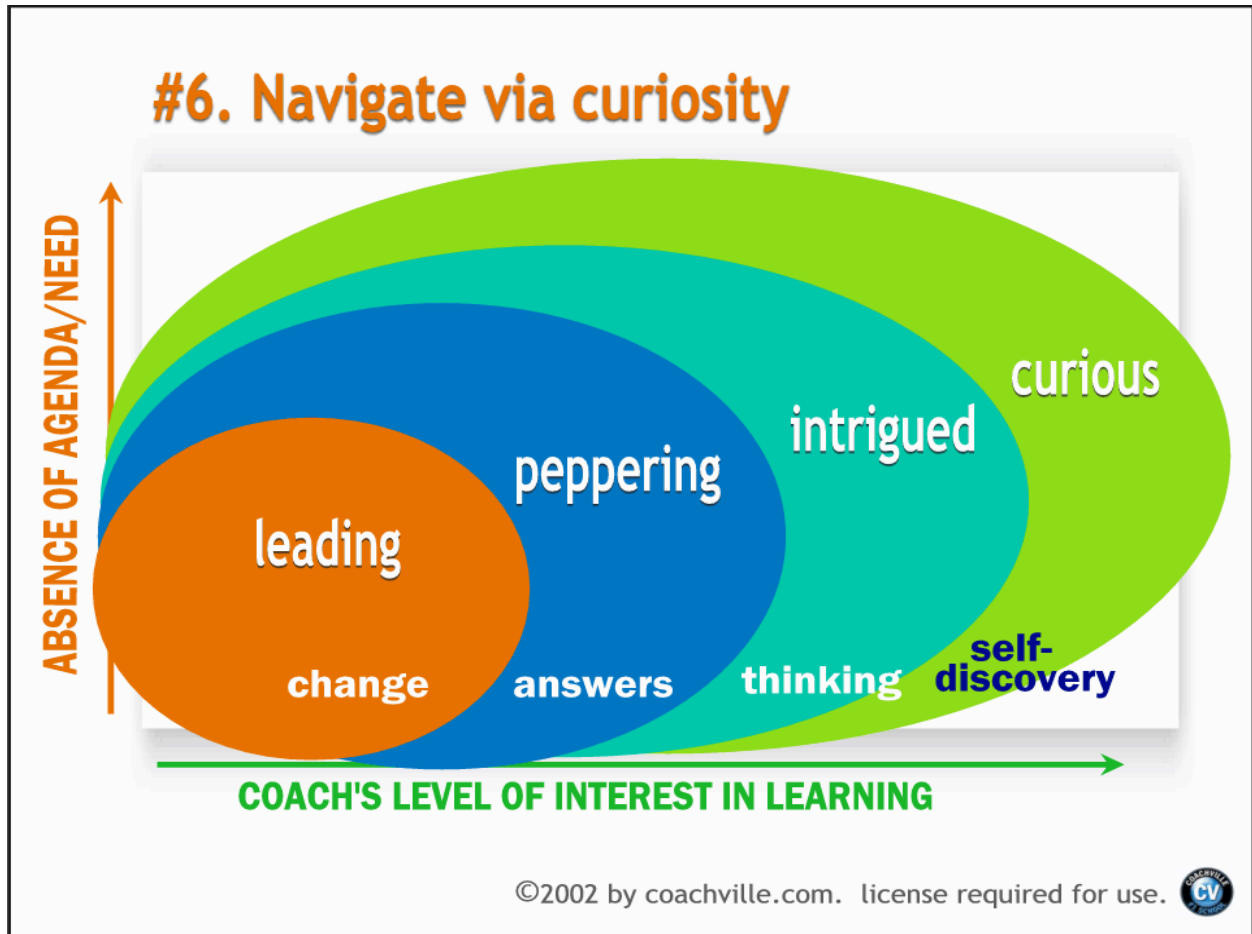 #6. Navigate via curiosity
ABSENCE OF AGENDA/NEED
curious
intrigued
peppering
leading
change
answers
thinking
self-
discovery
COACH'S LEVEL OF INTEREST IN LEARNING
©2002 by coachville.com. license required for use.
COACHVILLE
CV